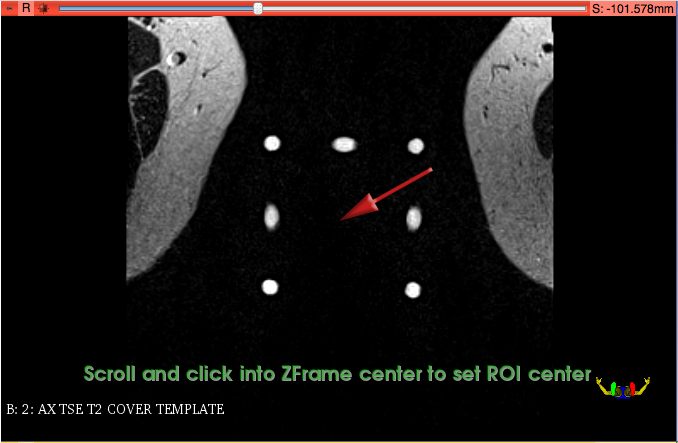 R
S: -101.578mm
Scroll and click into ZFrame center to set ROI center
B: 2: AX TSE T2 COVER TEMPLATE